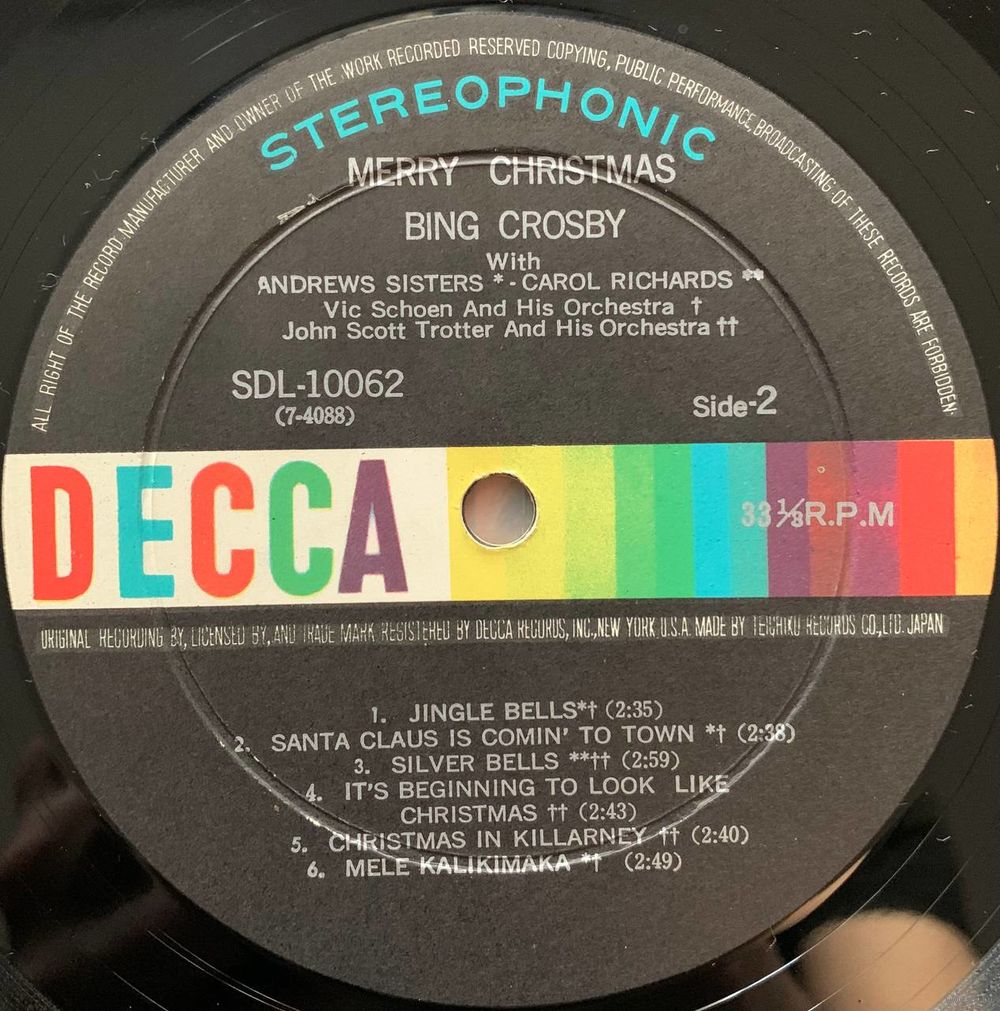 ALL RIGHT OF THE RECORD MANUFACTURER AND OWNER OF THE WORK RECORDED RESERVED COPYING, PUBLIC PERFORMANCE, BROADCASTING OF THESE RECORDS ARE FORBIDDEN.
STEREOPHONIC
MERRY CHRISTMAS
BING CROSBY
With
ANDREWS SISTERS * - CAROL RICHARDS **
Vic Schoen And His Orchestra †
John Scott Trotter And His Orchestra ††
SDL-10062
(7-4088)
Side-2
DECCA
33 ⅓ R.P.M
ORIGINAL RECORDING BY, LICENSED BY, AND TRADE MARK REGISTERED BY DECCA RECORDS, INC., NEW YORK U.S.A. MADE BY TEICHIKU RECORDS CO., LTD. JAPAN
1. JINGLE BELLS*† (2:35)
2. SANTA CLAUS IS COMIN' TO TOWN *† (2:38)
3. SILVER BELLS **†† (2:59)
4. IT'S BEGINNING TO LOOK LIKE
CHRISTMAS †† (2:43)
5. CHRISTMAS IN KILLARNEY †† (2:40)
6. MELE KALIKIMAKA *† (2:49)